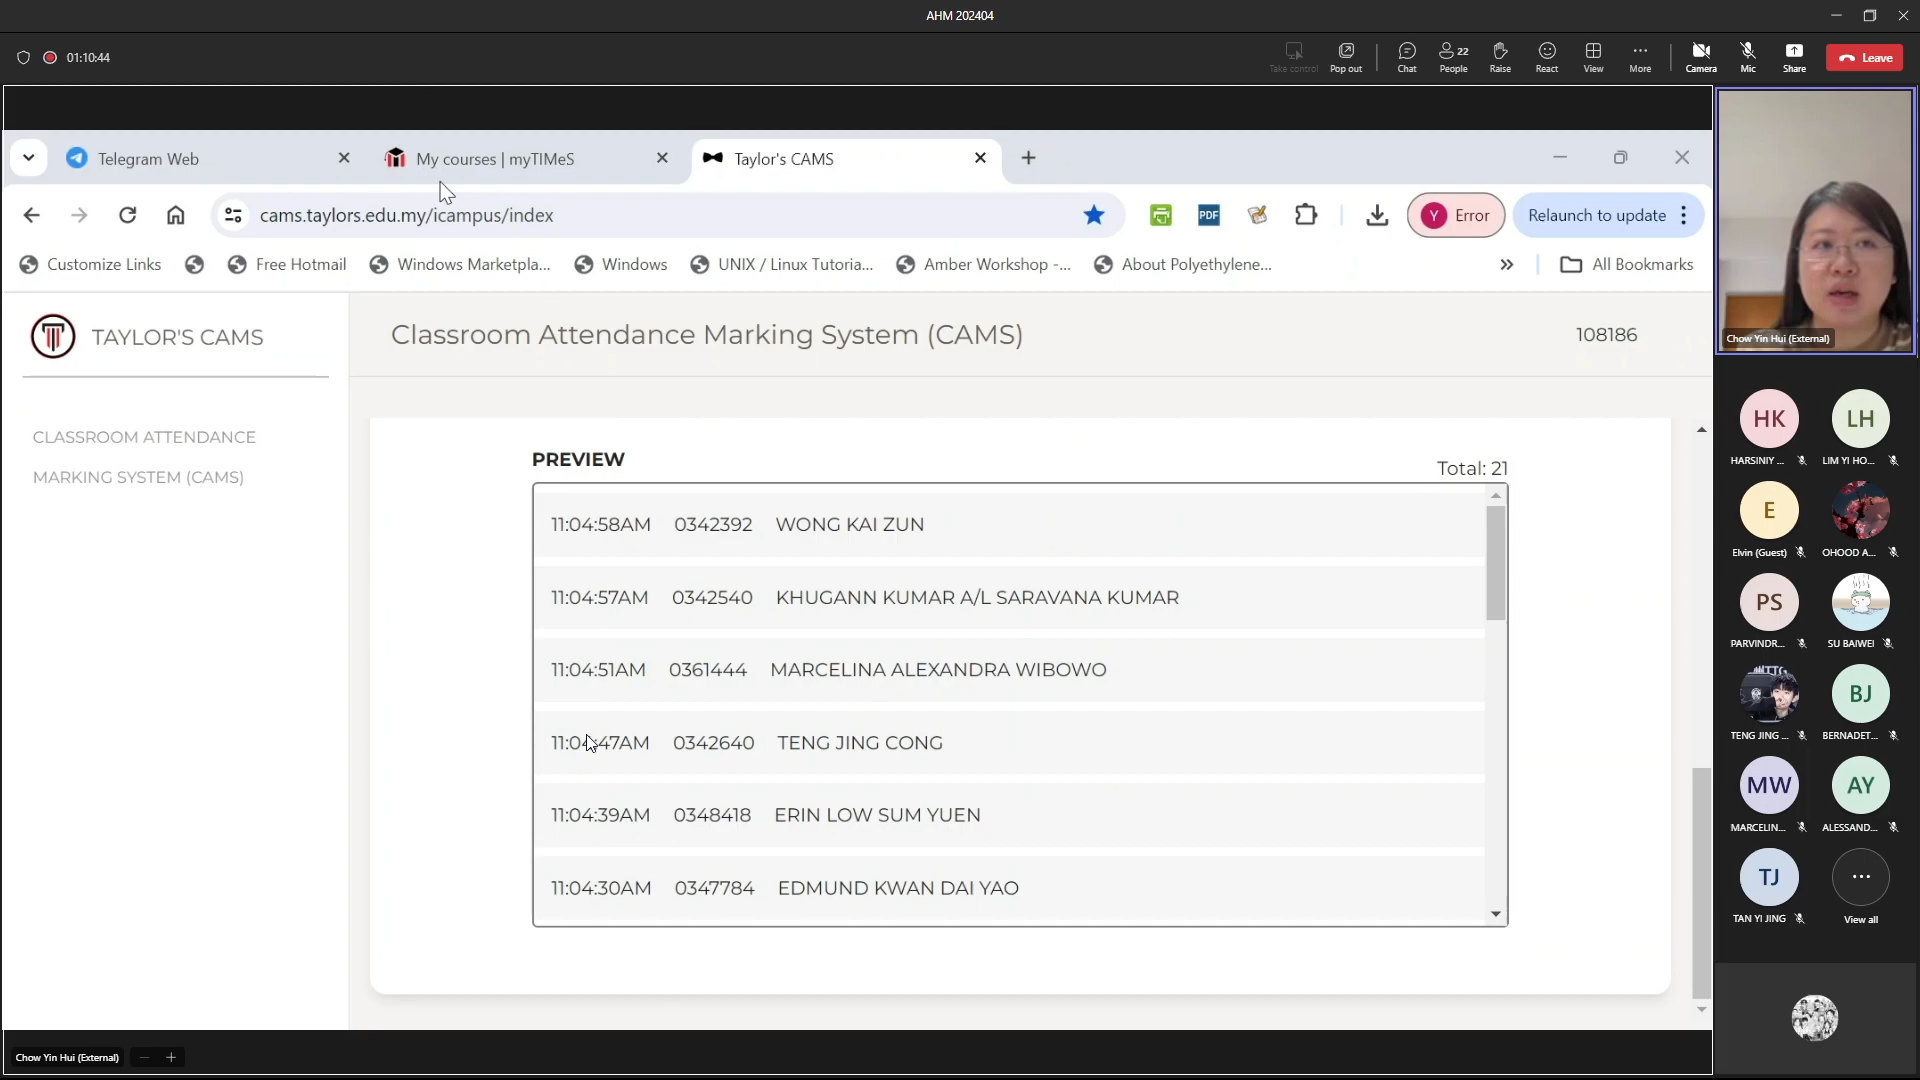 AHM 202404
01:10:44
Take control
Pop out
Chat
22
People
Raise
React
View
More
Camera
Mic
Share
Leave
Telegram Web
My courses | myTIMeS
Taylor's CAMS
cams.taylors.edu.my/icampus/index
PDF
Y
Error
Relaunch to update
Customize Links
Free Hotmail
Windows Marketpla...
Windows
UNIX / Linux Tutoria...
Amber Workshop -...
About Polyethylene...
All Bookmarks
TAYLOR'S CAMS
Classroom Attendance Marking System (CAMS)
108186
CLASSROOM ATTENDANCE
MARKING SYSTEM (CAMS)
PREVIEW
Total: 21
11:04:58AM 0342392 WONG KAI ZUN
11:04:57AM 0342540 KHUGANN KUMAR A/L SARAVANA KUMAR
11:04:51AM 0361444 MARCELINA ALEXANDRA WIBOWO
11:04:47AM 0342640 TENG JING CONG
11:04:39AM 0348418 ERIN LOW SUM YUEN
11:04:30AM 0347784 EDMUND KWAN DAI YAO
Chow Yin Hui (External)
Chow Yin Hui (External)
HK
LH
HARSINIY ...
LIM YI HO...
E
Elvin (Guest)
OHOOD A...
PS
PARVINDR...
SU BAIWEI
BJ
TENG JING ...
BERNADET...
MW
AY
MARCELIN...
ALESSAND...
TJ
TAN YI JING
View all